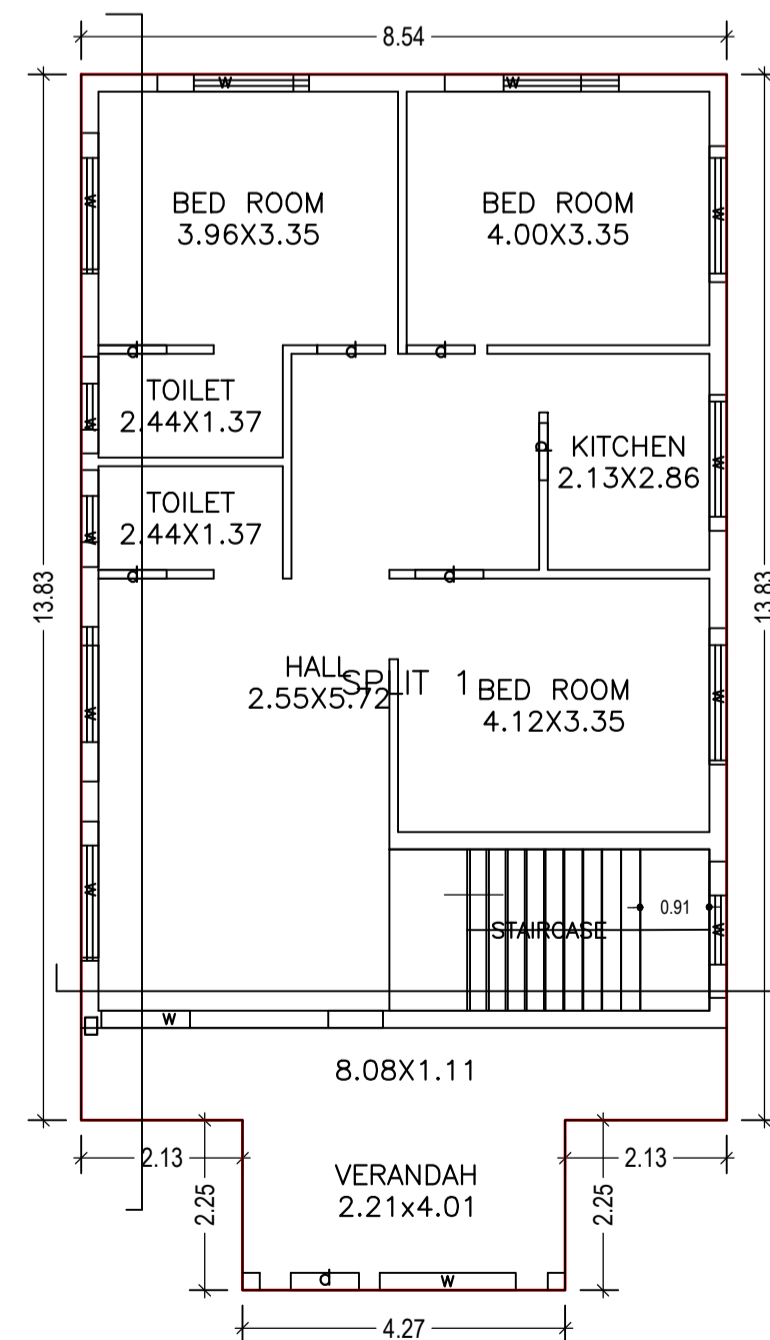 8.54
w
w
BED ROOM
3.96X3.35
BED ROOM
4.00X3.35
w
w
d
d
d
TOILET
2.44X1.37
w
KITCHEN
2.13X2.86
d
w
TOILET
2.44X1.37
w
d
d
13.83
13.83
HALL
2.55X5.72
SPLIT 1
BED ROOM
4.12X3.35
w
w
w
0.91
STAIRCASE
w
w
8.08X1.11
2.13
2.13
2.25
2.25
VERANDAH
2.21x4.01
d
w
4.27